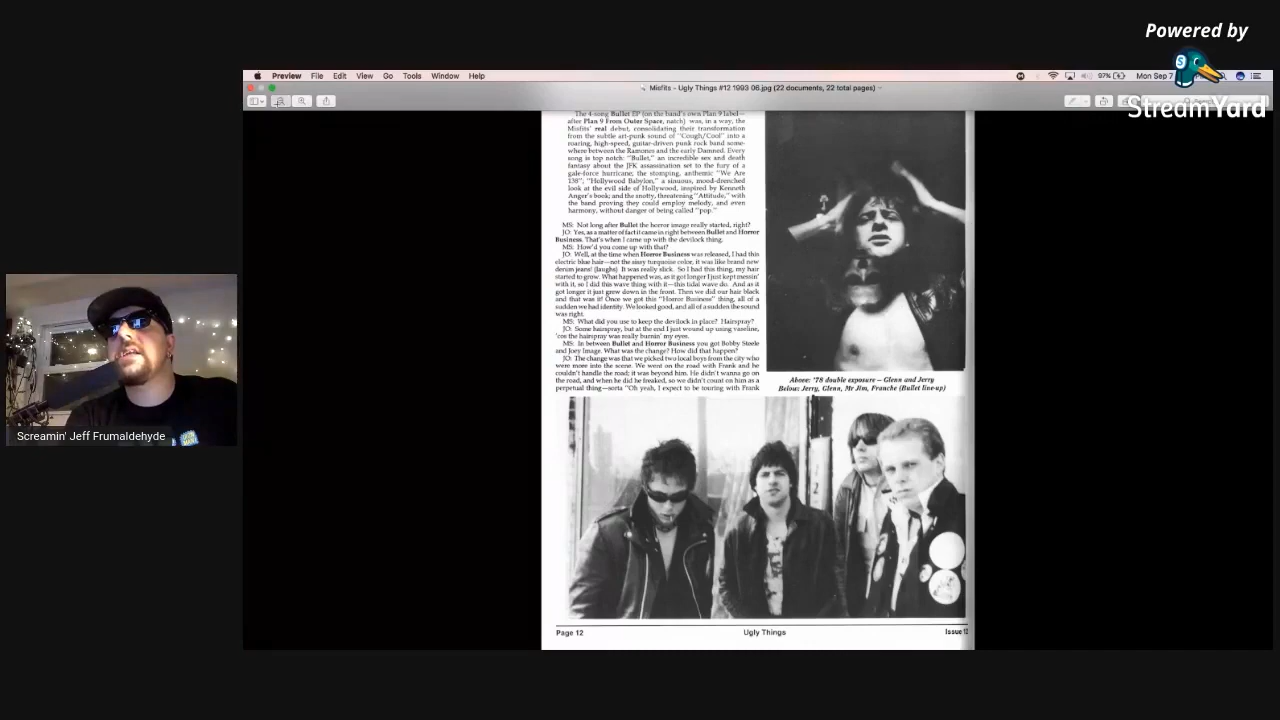 Powered by
StreamYard
Preview File Edit View Go Tools Window Help
97%
Mon Sep 7
Misfits - Ugly Things #12 1993 06.jpg (22 documents, 22 total pages)
The 4-song Bullet EP (on the band's own Plan 9 label—
after Plan 9 From Outer Space, natch) was, in a way, the
Misfits' real debut, consolidating their transformation
from the subtle art-punk sound of "Cough/Cool" into a
roaring, high-speed, guitar-driven punk rock band some-
where between the Ramones and the early Damned. Every
song is top notch: "Bullet," an incredible sex and death
fantasy about the JFK assassination set to the fury of a
gale-force hurricane; the stomping, anthemic "We Are
138"; "Hollywood Babylon," a sinuous, mood-drenched
look at the evil side of Hollywood, inspired by Kenneth
Anger's book; and the snotty, threatening "Attitude," with
the band proving they could employ melody, and even
harmony, without danger of being called "pop."
MS: Not long after Bullet the horror image really started, right?
JO: Yes, as a matter of fact it came in right between Bullet and Horror
Business. That's when I came up with the devilock thing.
MS: How'd you come up with that?
JO: Well, at the time when Horror Business was released, I had this
electric blue hair—not the sissy turquoise color, it was like brand new
denim jeans! (laughs) It was really slick. So I had this thing, my hair
started to grow. What happened was, as it got longer I just kept messin'
with it, so I did this wave thing with it—this tidal wave do. And as it
got longer it just grew down in the front. Then we did our hair black
and that was it! Once we got this "Horror Business" thing, all of a
sudden we had identity. We looked good, and all of a sudden the sound
was right.
MS: What did you use to keep the devilock in place? Hairspray?
JO: Some hairspray, but at the end I just wound up using vaseline,
'cos the hairspray was really burnin' my eyes.
MS: In between Bullet and Horror Business you got Bobby Steele
and Joey Image. What was the change? How did that happen?
JO: The change was that we picked two local boys from the city who
were more into the scene. We went on the road with Frank and he
couldn't handle the road; it was beyond him. He didn't wanna go on
the road, and when he did he freaked, so we didn't count on him as a
perpetual thing—sorta "Oh yeah, I expect to be touring with Frank
Above: '78 double exposure – Glenn and Jerry
Below: Jerry, Glenn, Mr Jim, Franche (Bullet line-up)
Screamin' Jeff Frumaldehyde
Page 12 Ugly Things Issue 12